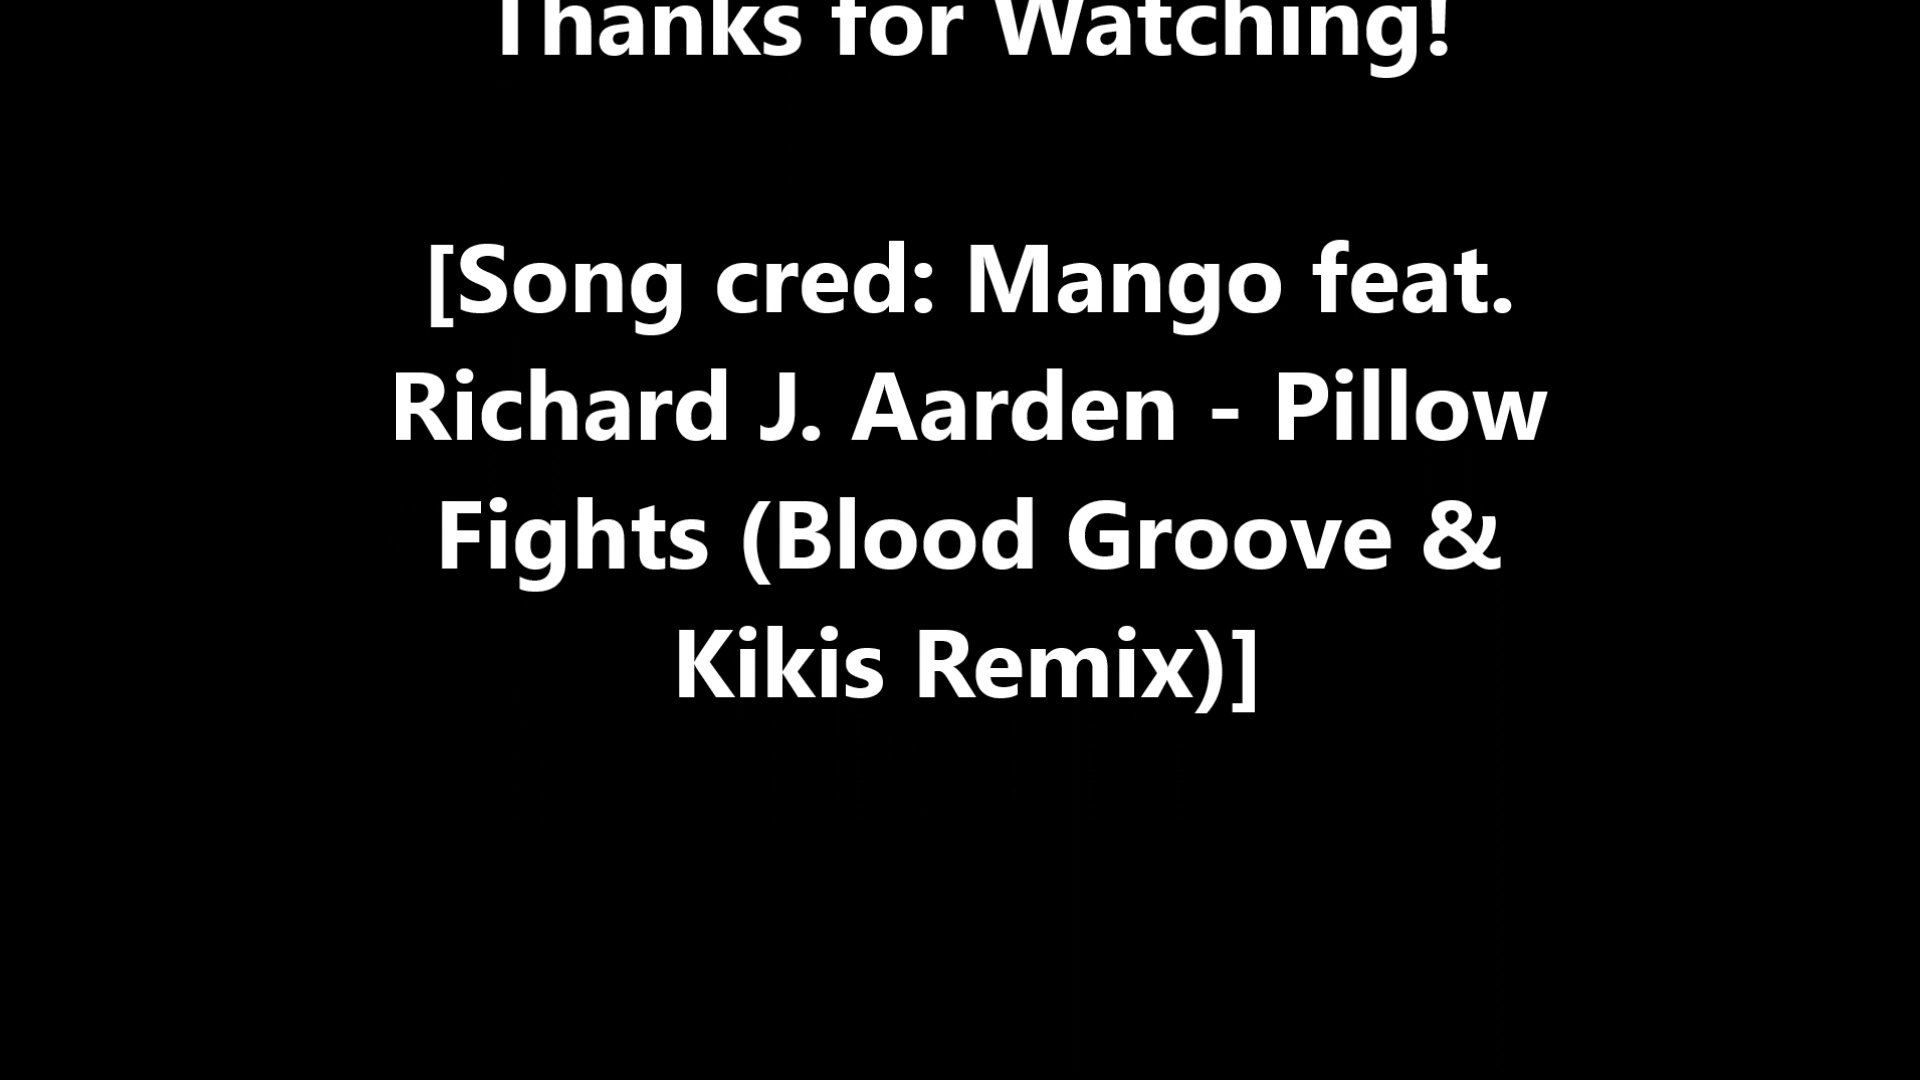 Thanks for Watching!
[Song cred: Mango feat.
Richard J. Aarden - Pillow
Fights (Blood Groove &
Kikis Remix)]